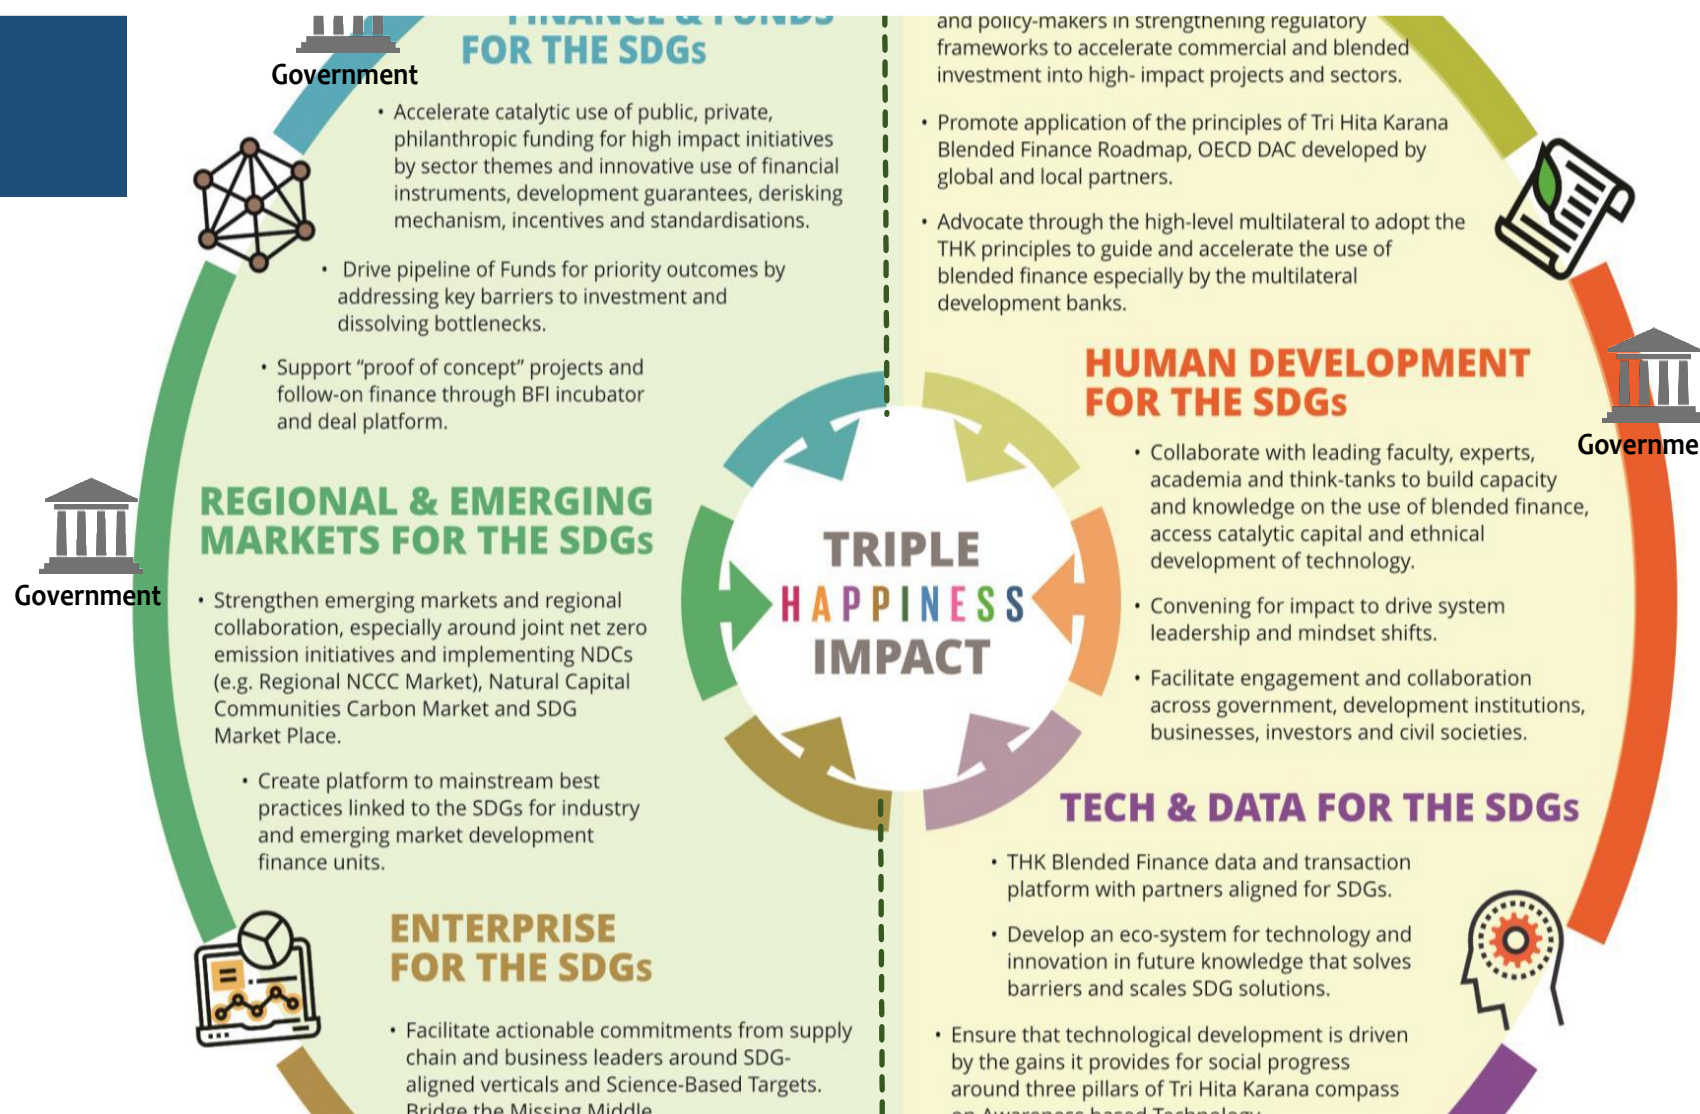 FINANCE & FUNDS
FOR THE SDGs
Government
• Accelerate catalytic use of public, private,
philanthropic funding for high impact initiatives
by sector themes and innovative use of financial
instruments, development guarantees, derisking
mechanism, incentives and standardisations.
• Drive pipeline of Funds for priority outcomes by
addressing key barriers to investment and
dissolving bottlenecks.
• Support “proof of concept” projects and
follow-on finance through BFI incubator
and deal platform.
REGIONAL & EMERGING
MARKETS FOR THE SDGs
Government
• Strengthen emerging markets and regional
collaboration, especially around joint net zero
emission initiatives and implementing NDCs
(e.g. Regional NCCC Market), Natural Capital
Communities Carbon Market and SDG
Market Place.
• Create platform to mainstream best
practices linked to the SDGs for industry
and emerging market development
finance units.
ENTERPRISE
FOR THE SDGs
• Facilitate actionable commitments from supply
chain and business leaders around SDG-
aligned verticals and Science-Based Targets.
Bridge the Missing Middle
TRIPLE
HAPPINESS
IMPACT
and policy-makers in strengthening regulatory
frameworks to accelerate commercial and blended
investment into high- impact projects and sectors.
• Promote application of the principles of Tri Hita Karana
Blended Finance Roadmap, OECD DAC developed by
global and local partners.
• Advocate through the high-level multilateral to adopt the
THK principles to guide and accelerate the use of
blended finance especially by the multilateral
development banks.
HUMAN DEVELOPMENT
FOR THE SDGs
Governme
• Collaborate with leading faculty, experts,
academia and think-tanks to build capacity
and knowledge on the use of blended finance,
access catalytic capital and ethnical
development of technology.
• Convening for impact to drive system
leadership and mindset shifts.
• Facilitate engagement and collaboration
across government, development institutions,
businesses, investors and civil societies.
TECH & DATA FOR THE SDGs
• THK Blended Finance data and transaction
platform with partners aligned for SDGs.
• Develop an eco-system for technology and
innovation in future knowledge that solves
barriers and scales SDG solutions.
• Ensure that technological development is driven
by the gains it provides for social progress
around three pillars of Tri Hita Karana compass
on Awareness based Technology